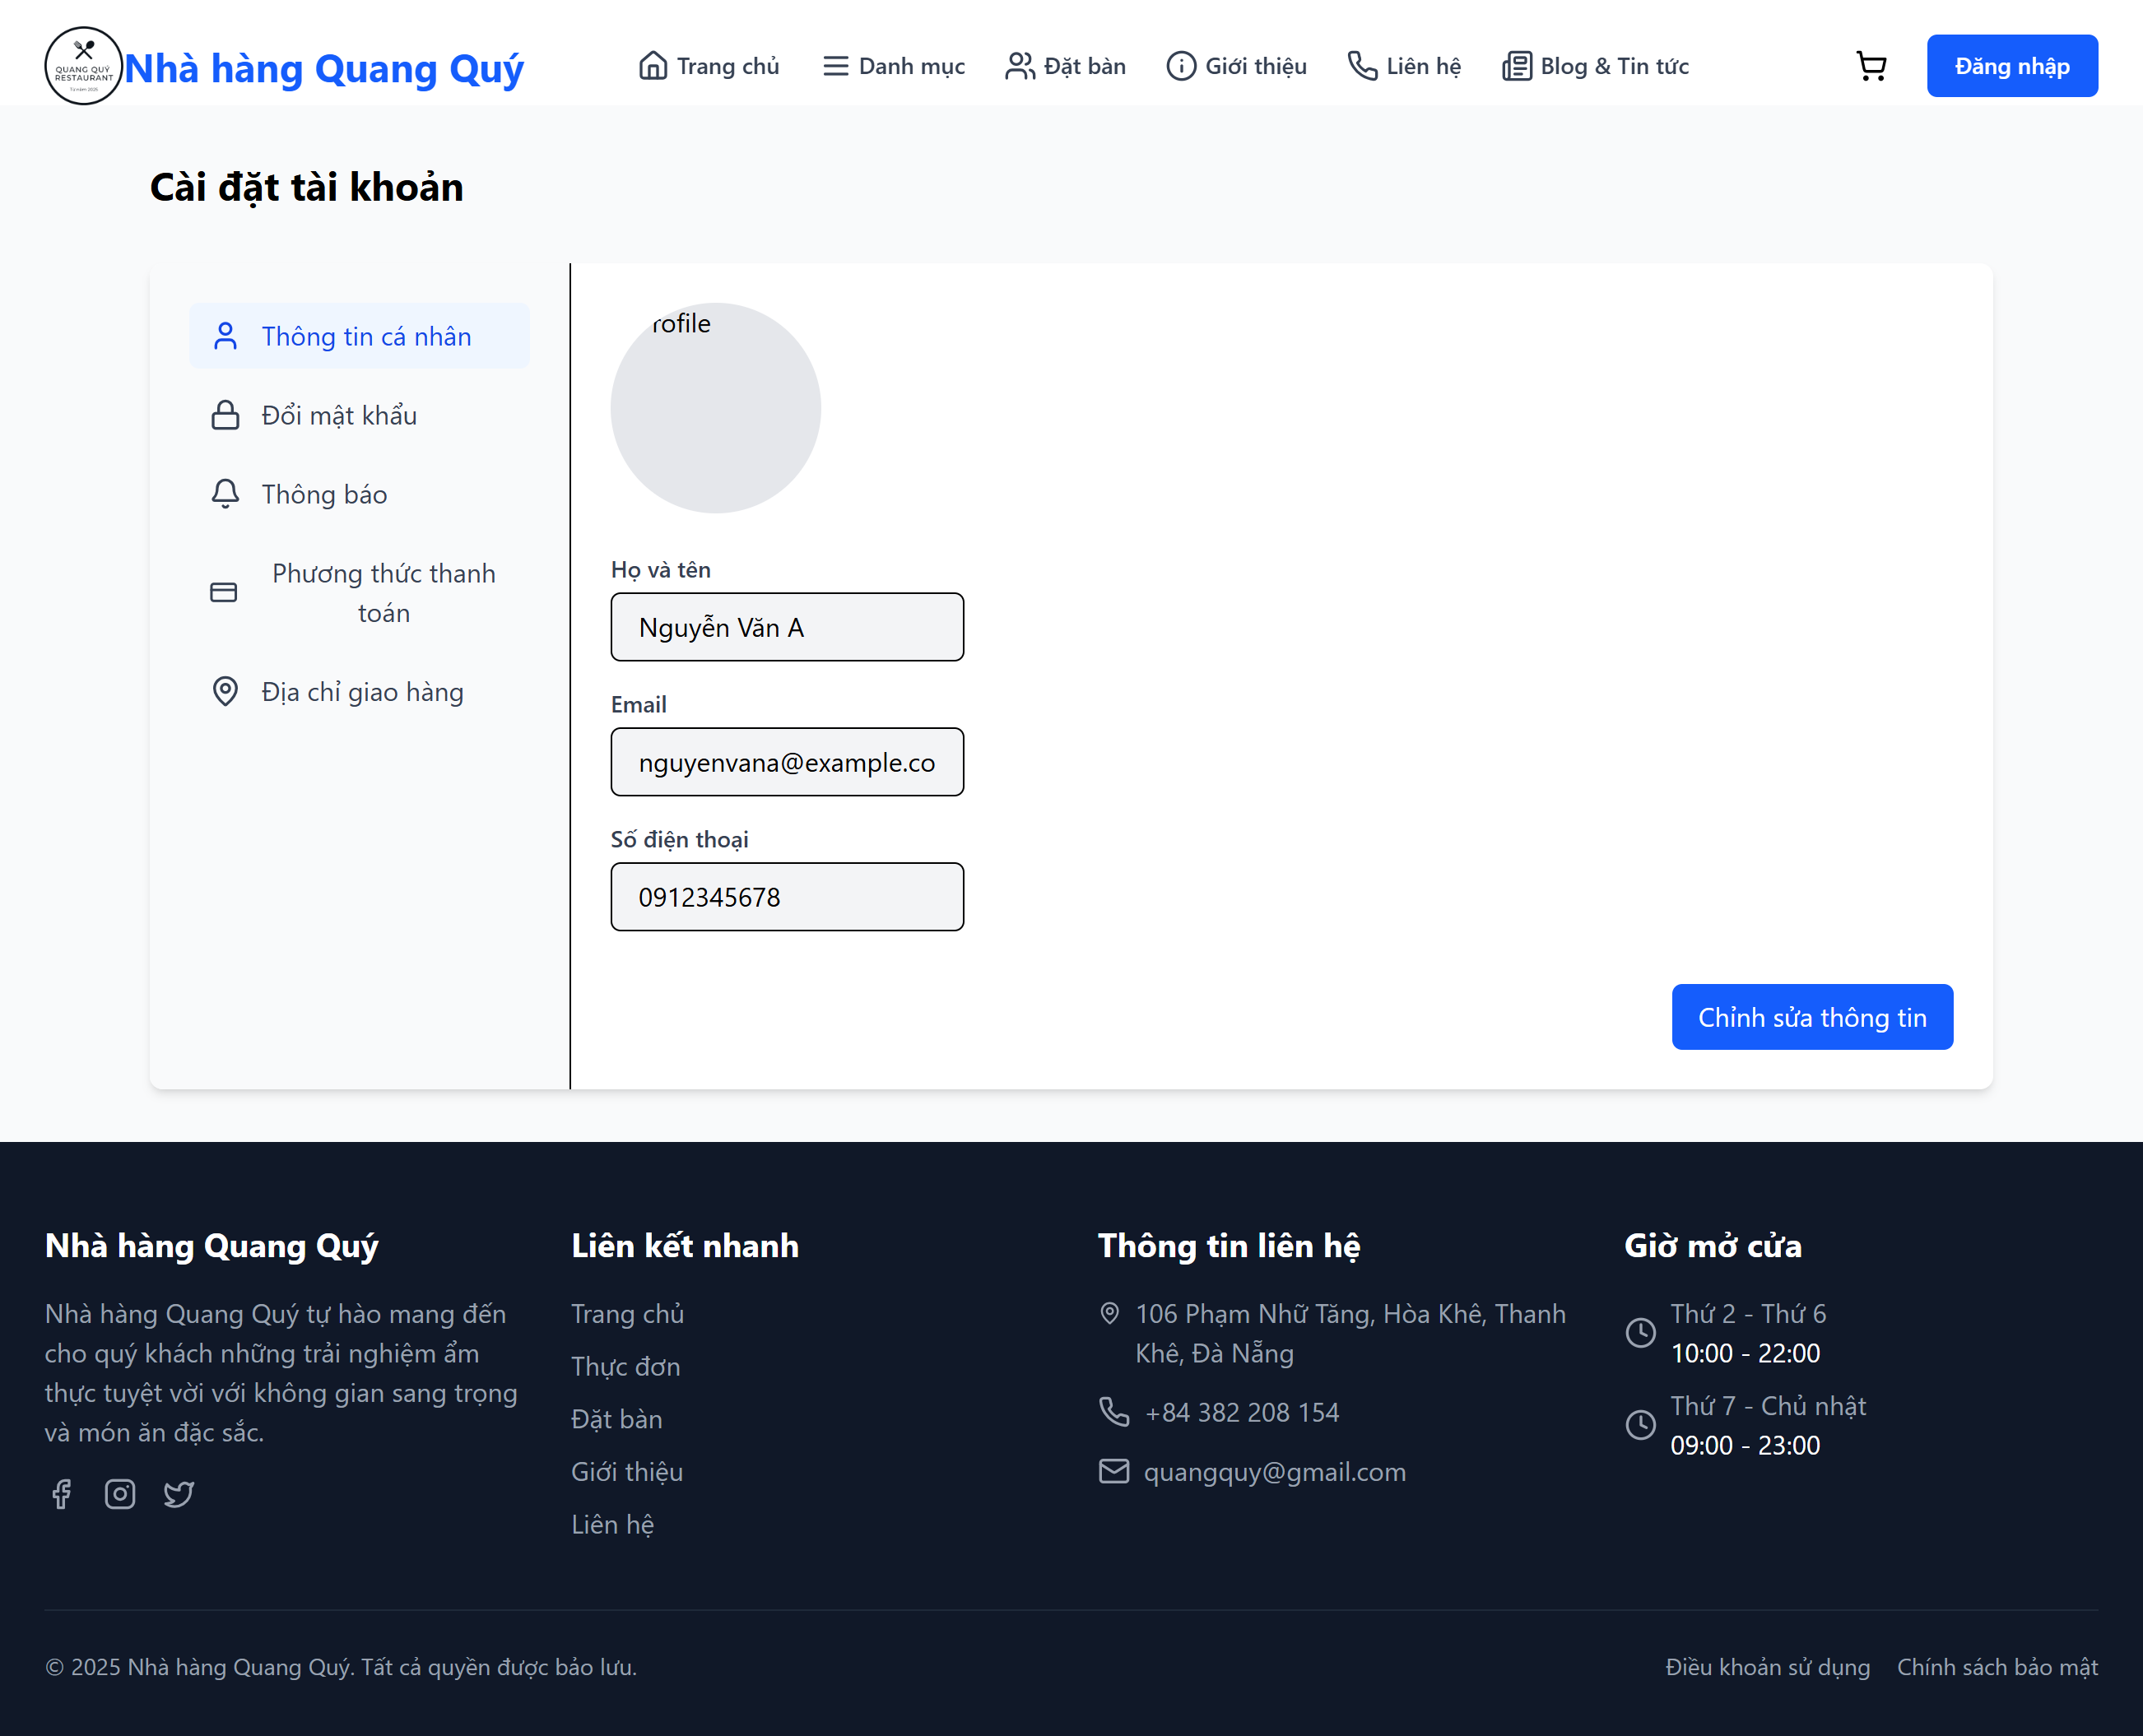 QUANG QUÝ
RESTAURANT
Từ năm 2025
Nhà hàng Quang Quý
Trang chủ
Danh mục
Đặt bàn
Giới thiệu
Liên hệ
Blog & Tin tức
Đăng nhập
Cài đặt tài khoản
Thông tin cá nhân
Đổi mật khẩu
Thông báo
Phương thức thanh
toán
Địa chỉ giao hàng
rofile
Họ và tên
Nguyễn Văn A
Email
nguyenvana@example.co
Số điện thoại
0912345678
Chỉnh sửa thông tin
Nhà hàng Quang Quý
Nhà hàng Quang Quý tự hào mang đến
cho quý khách những trải nghiệm ẩm
thực tuyệt vời với không gian sang trọng
và món ăn đặc sắc.
Liên kết nhanh
Trang chủ
Thực đơn
Đặt bàn
Giới thiệu
Liên hệ
Thông tin liên hệ
106 Phạm Nhữ Tăng, Hòa Khê, Thanh
Khê, Đà Nẵng
+84 382 208 154
quangquy@gmail.com
Giờ mở cửa
Thứ 2 - Thứ 6
10:00 - 22:00
Thứ 7 - Chủ nhật
09:00 - 23:00
© 2025 Nhà hàng Quang Quý. Tất cả quyền được bảo lưu.
Điều khoản sử dụng
Chính sách bảo mật